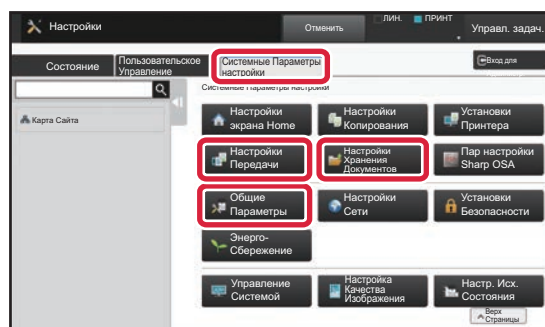 Настройки
Отменить
ЛИН.
ПРИНТ
Управл. задач.
Состояние
Пользовательское
Управление
Системные Параметры
настройки
Вход для
Системные Параметры настройки
Карта Сайта
Настройки
экрана Home
Настройки
Копирования
Установки
Принтера
Настройки
Передачи
Настройки
Хранения
Документов
Пар настройки
Sharp OSA
Общие
Параметры
Настройки
Сети
Установки
Безопасности
Энерго-
Сбережение
Управление
Системой
Настройка
Качества
Изображения
Настр. Исх.
Состояния
Верх
Страницы